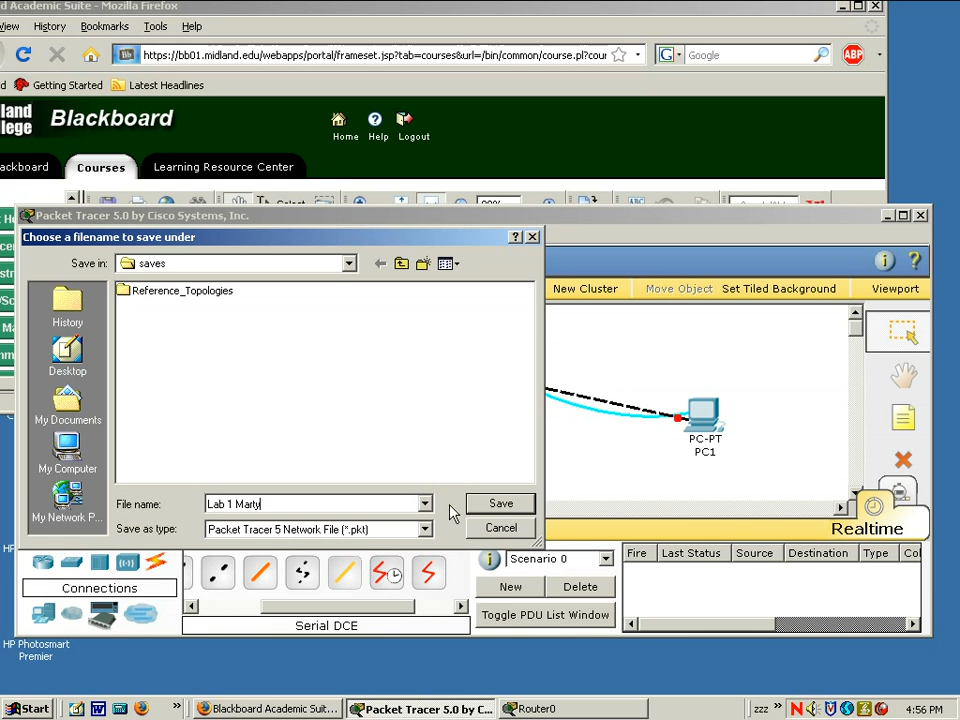 d Academic Suite - Mozilla Firefox
View History Bookmarks Tools Help
https://bb01.midland.edu/webapps/portal/frameset.jsp?tab=courses&url=/bin/common/course.pl?cour
G Google ABP
d Getting Started Latest Headlines
land Blackboard
Home Help Logout
ackboard Courses Learning Resource Center
Select
Packet Tracer 5.0 by Cisco Systems, Inc.
Choose a filename to save under
Save in: saves
Reference_Topologies
History
Desktop
My Documents
My Computer
My Network P...
File name: Lab 1 Marty Save
Save as type: Packet Tracer 5 Network File (*.pkt) Cancel
New Cluster Move Object Set Tiled Background Viewport
PC-PT
PC1
Realtime
Scenario 0
New Delete
Toggle PDU List Window
Fire Last Status Source Destination Type Col
Connections
Serial DCE
HP Photosmart
Premier
Start Blackboard Academic Suit... Packet Tracer 5.0 by C... Router0 zzz 4:56 PM